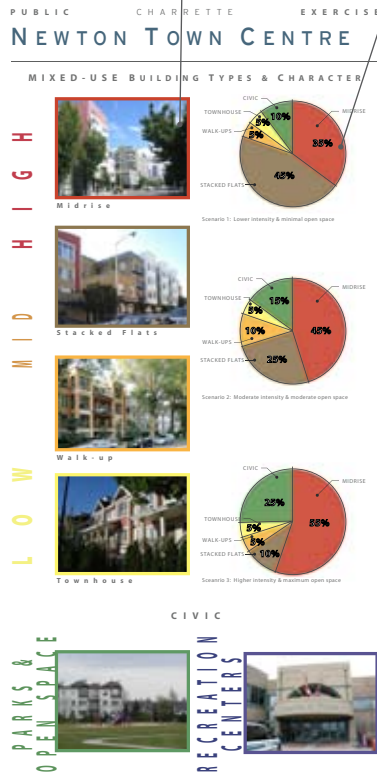 PUBLIC CHARRETTE EXERCISE
NEWTON TOWN CENTRE
MIXED-USE BUILDING TYPES & CHARACTER
HIGH
MID
LOW
Midrise
Stacked Flats
Walk-up
Townhouse
CIVIC
TOWNHOUSE
WALK-UPS
STACKED FLATS
MIDRISE
10%
5%
5%
35%
45%
Scenario 1: Lower intensity & minimal open space
CIVIC
TOWNHOUSE
WALK-UPS
STACKED FLATS
MIDRISE
15%
5%
10%
45%
25%
Scenario 2: Moderate intensity & moderate open space
CIVIC
TOWNHOUSE
WALK-UPS
STACKED FLATS
MIDRISE
25%
5%
5%
55%
10%
Scenario 3: Higher intensity & maximum open space
CIVIC
PARKS &
OPEN SPACE
RECREATION
CENTERS